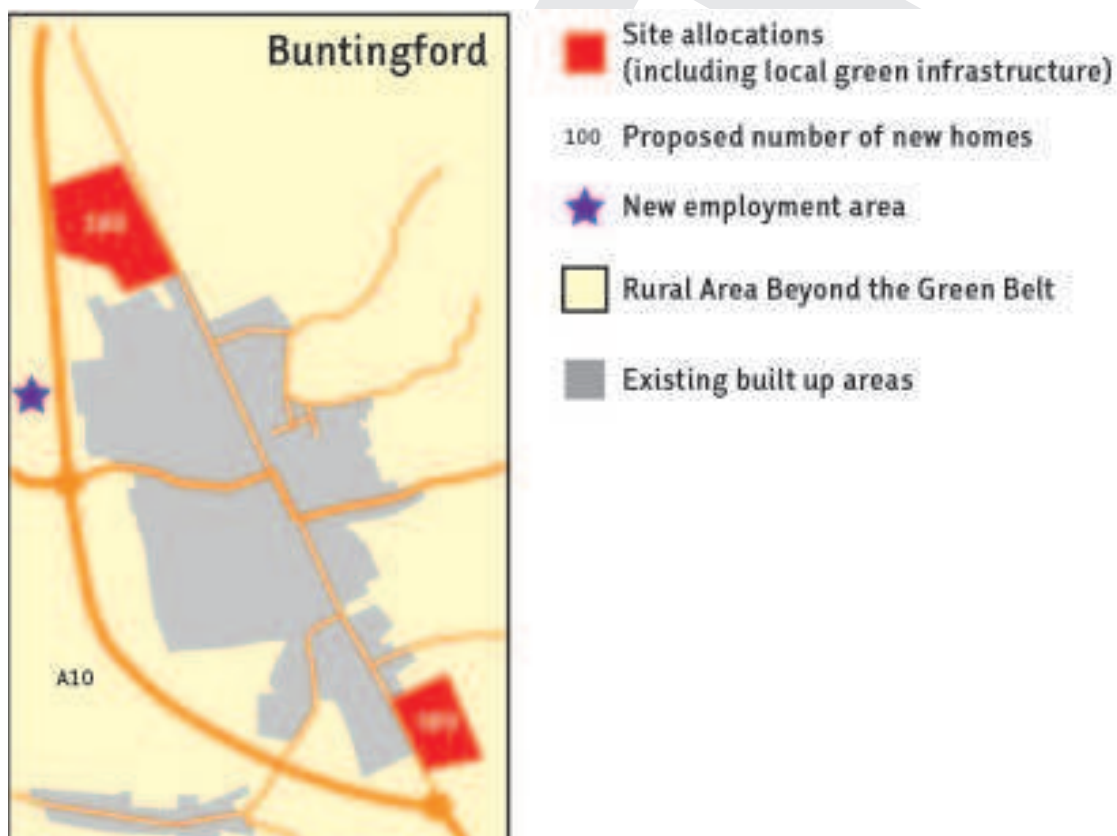 Buntingford
A10
Site allocations
(including local green infrastructure)
100 Proposed number of new homes
New employment area
Rural Area Beyond the Green Belt
Existing built up areas